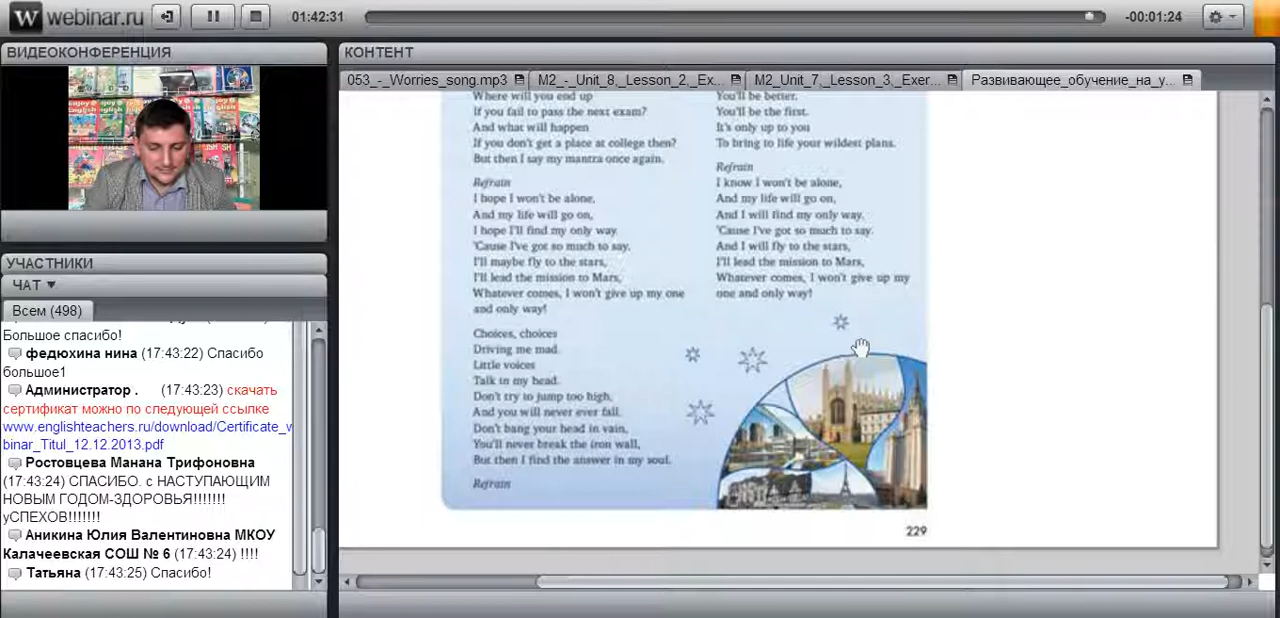 webinar.ru
01:42:31
-00:01:24
ВИДЕОКОНФЕРЕНЦИЯ
КОНТЕНТ
053_-_Worries_song.mp3
M2_-_Unit_8,_Lesson_2,_Ex...
M2_Unit_7,_Lesson_3,_Exer...
Развивающее_обучение_на_у...
УЧАСТНИКИ
ЧАТ
Всем (498)
Большое спасибо!
федюхина нина (17:43:22) Спасибо
большое1
Администратор . (17:43:23) скачать
сертификат можно по следующей ссылке
www.englishteachers.ru/download/Certificate_w
binar_Titul_12.12.2013.pdf
Ростовцева Манана Трифоновна
(17:43:24) СПАСИБО. с НАСТУПАЮЩИМ
НОВЫМ ГОДОМ-ЗДОРОВЬЯ!!!!!!!
уСПЕХОВ!!!!!!!
Аникина Юлия Валентиновна МКОУ
Калачеевская СОШ № 6 (17:43:24) !!!!
Татьяна (17:43:25) Спасибо!
Where will you end up
If you fail to pass the next exam?
And what will happen
If you don't get a place at college then?
But then I say my mantra once again.
Refrain
I hope I won't be alone,
And my life will go on,
I hope I'll find my only way.
'Cause I've got so much to say.
I'll maybe fly to the stars,
I'll lead the mission to Mars,
Whatever comes, I won't give up my one
and only way!
Choices, choices
Driving me mad.
Little voices
Talk in my head.
Don't try to jump too high,
And you will never ever fall.
Don't bang your head in vain,
You'll never break the iron wall,
But then I find the answer in my soul.
Refrain
You'll be better.
You'll be the first.
It's only up to you
To bring to life your wildest plans.
Refrain
I know I won't be alone,
And my life will go on,
And I will find my only way.
'Cause I've got so much to say.
And I will fly to the stars,
I'll lead the mission to Mars,
Whatever comes, I won't give up my
one and only way!
229